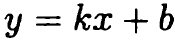 y = kx + b